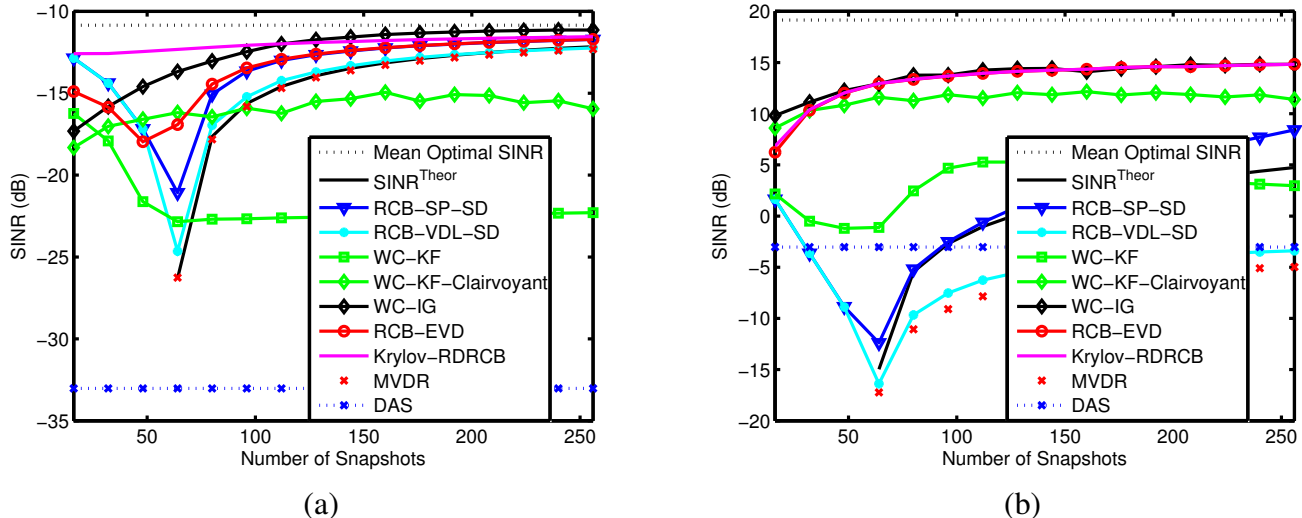 −10
−15
−20
−25
−30
−35
SINR (dB)
50 100 150 200 250
Number of Snapshots
Mean Optimal SINR
SINR^Theor
RCB−SP−SD
RCB−VDL−SD
WC−KF
WC−KF−Clairvoyant
WC−IG
RCB−EVD
Krylov−RDRCB
MVDR
DAS
(a)
20
15
10
5
0
−5
−10
−15
−20
SINR (dB)
50 100 150 200 250
Number of Snapshots
Mean Optimal SINR
SINR^Theor
RCB−SP−SD
RCB−VDL−SD
WC−KF
WC−KF−Clairvoyant
WC−IG
RCB−EVD
Krylov−RDRCB
MVDR
DAS
(b)